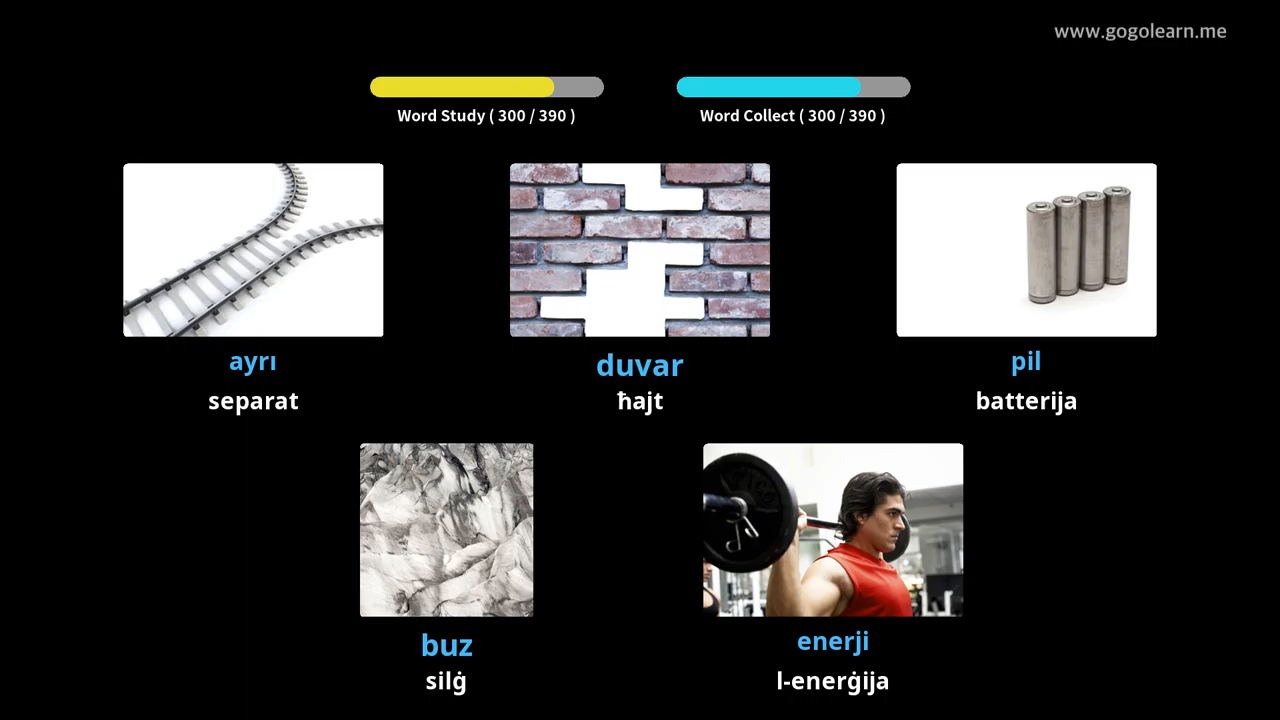 www.gogolearn.me
Word Study ( 300 / 390 )
Word Collect ( 300 / 390 )
ayrı
separat
duvar
ħajt
pil
batterija
buz
silġ
enerji
l-enerġija